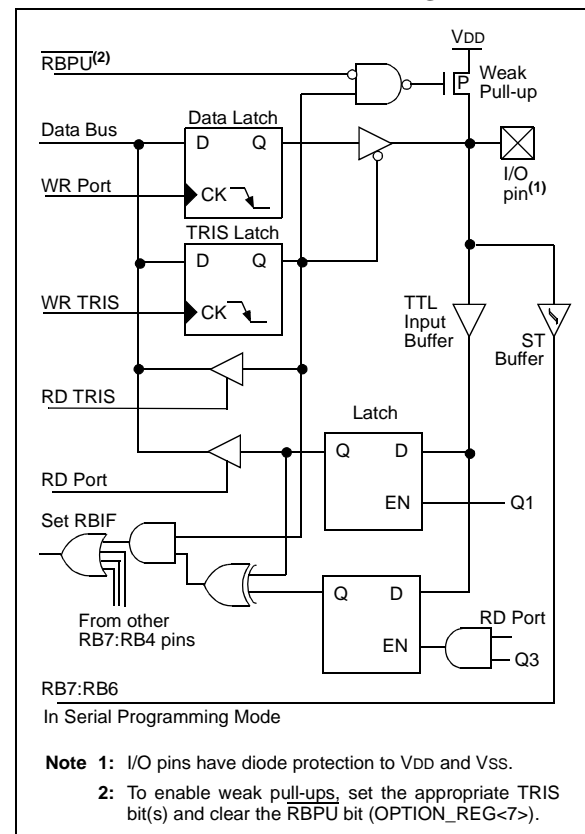 RBPU(2)
VDD
P
Weak
Pull-up
Data Bus
Data Latch
D Q
WR Port
CK
I/O
pin(1)
TRIS Latch
D Q
WR TRIS
CK
TTL
Input
Buffer
ST
Buffer
RD TRIS
Latch
Q D
RD Port
EN
Q1
Set RBIF
Q D
From other
RB7:RB4 pins
RD Port
EN
Q3
RB7:RB6
In Serial Programming Mode
Note 1: I/O pins have diode protection to VDD and VSS.
2: To enable weak pull-ups, set the appropriate TRIS
bit(s) and clear the RBPU bit (OPTION_REG<7>).